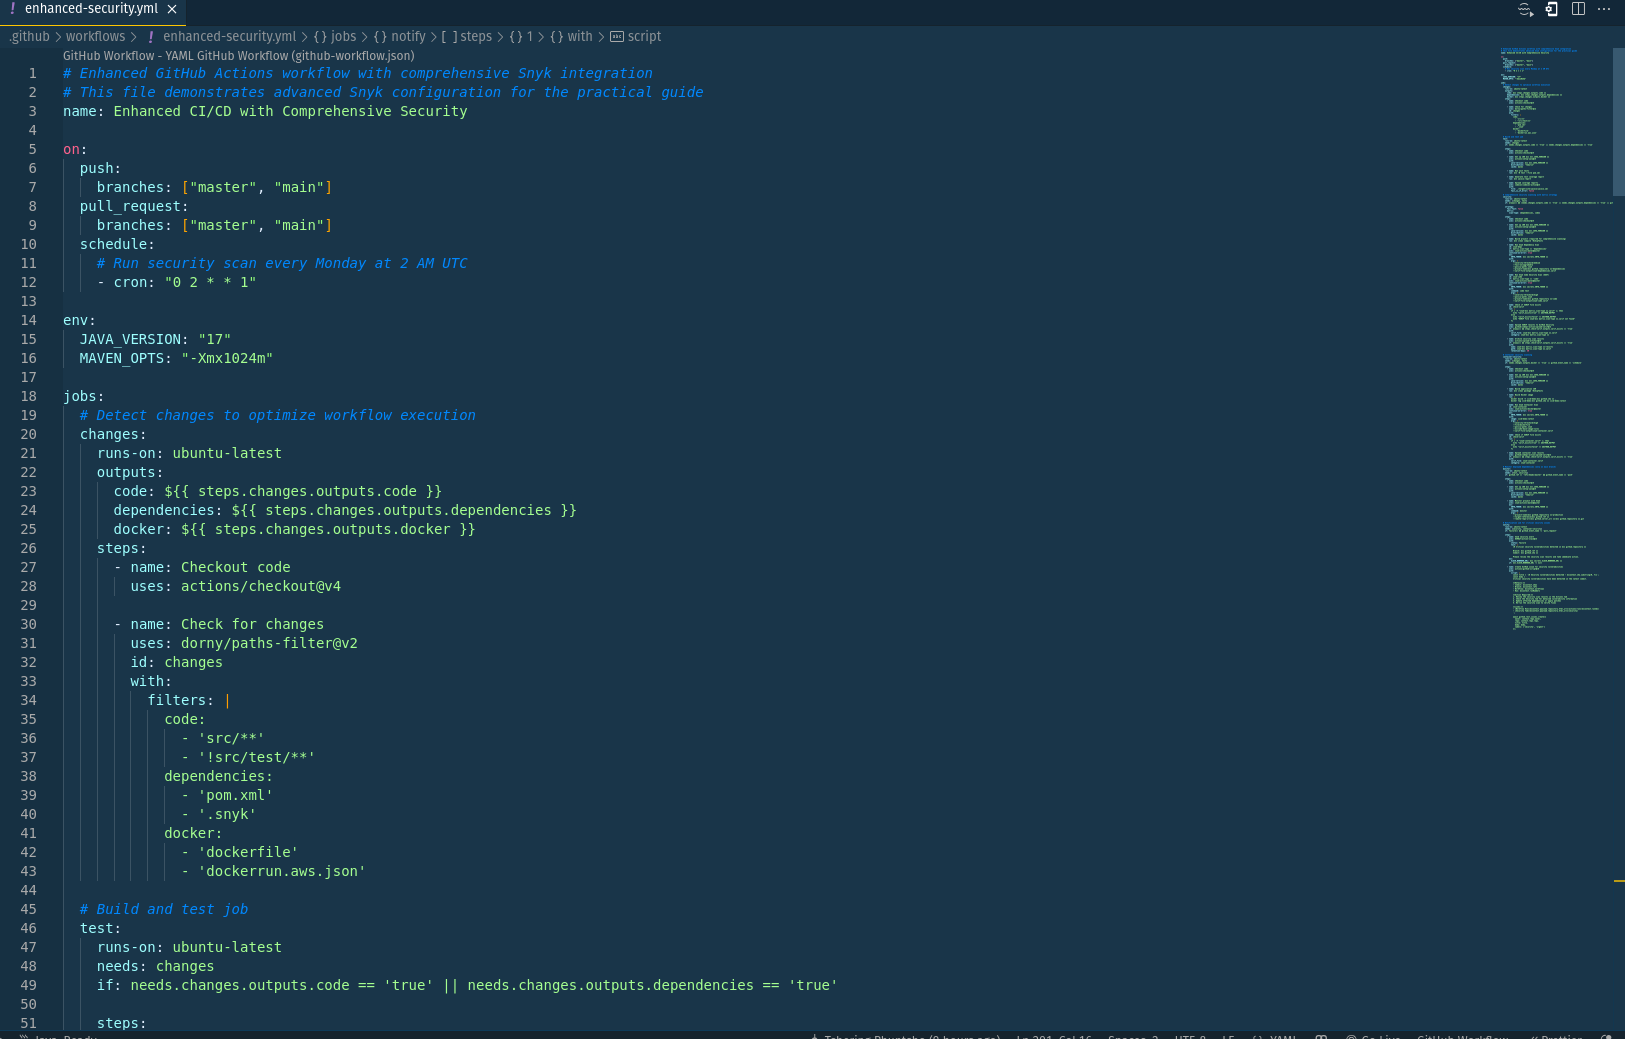 ! enhanced-security.yml ×
.github > workflows > ! enhanced-security.yml > {} jobs > {} notify > [ ] steps > {} 1 > {} with > abc script
GitHub Workflow - YAML GitHub Workflow (github-workflow.json)
1 # Enhanced GitHub Actions workflow with comprehensive Snyk integration
2 # This file demonstrates advanced Snyk configuration for the practical guide
3 name: Enhanced CI/CD with Comprehensive Security
4
5 on:
6   push:
7     branches: ["master", "main"]
8   pull_request:
9     branches: ["master", "main"]
10   schedule:
11     # Run security scan every Monday at 2 AM UTC
12     - cron: "0 2 * * 1"
13
14 env:
15   JAVA_VERSION: "17"
16   MAVEN_OPTS: "-Xmx1024m"
17
18 jobs:
19   # Detect changes to optimize workflow execution
20   changes:
21     runs-on: ubuntu-latest
22     outputs:
23       code: ${{ steps.changes.outputs.code }}
24       dependencies: ${{ steps.changes.outputs.dependencies }}
25       docker: ${{ steps.changes.outputs.docker }}
26     steps:
27       - name: Checkout code
28         uses: actions/checkout@v4
29
30       - name: Check for changes
31         uses: dorny/paths-filter@v2
32         id: changes
33         with:
34           filters: |
35             code:
36               - 'src/**'
37               - '!src/test/**'
38             dependencies:
39               - 'pom.xml'
40               - '.snyk'
41             docker:
42               - 'dockerfile'
43               - 'dockerrun.aws.json'
44
45   # Build and test job
46   test:
47     runs-on: ubuntu-latest
48     needs: changes
49     if: needs.changes.outputs.code == 'true' || needs.changes.outputs.dependencies == 'true'
50
51     steps: